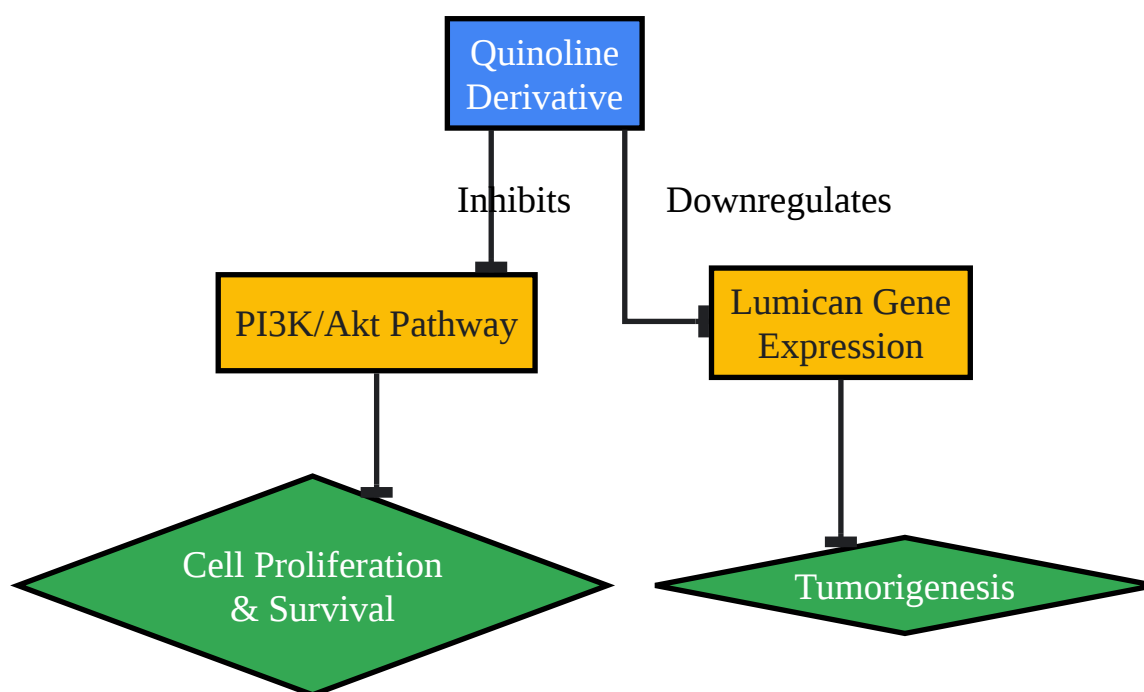 Quinoline
Derivative
Inhibits
Downregulates
PI3K/Akt Pathway
Lumican Gene
Expression
Cell Proliferation
& Survival
Tumorigenesis